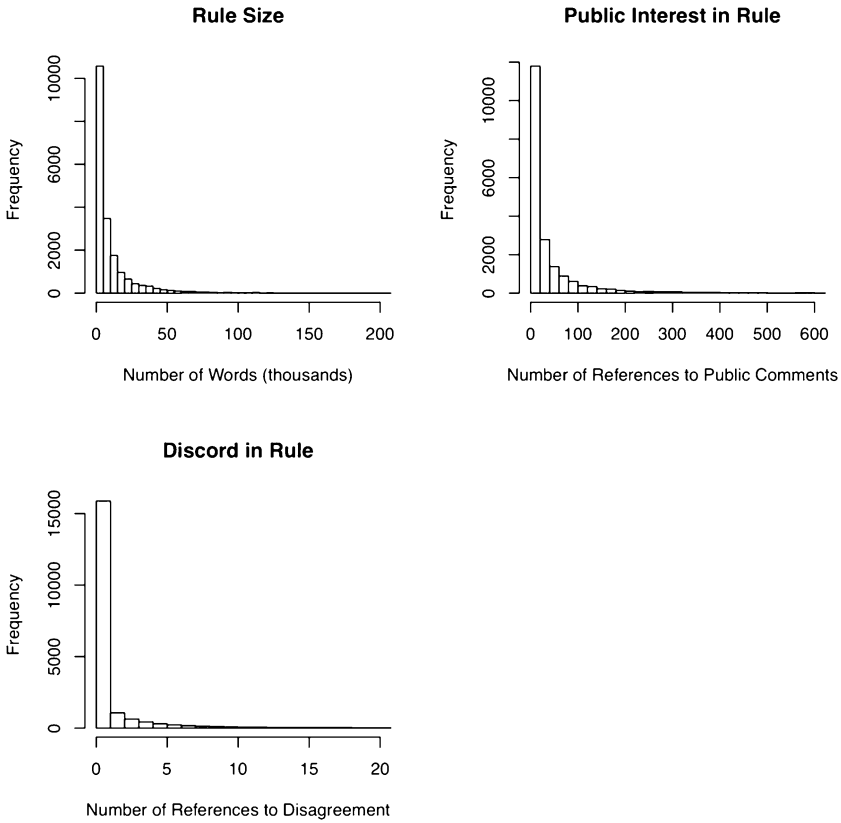 Rule Size
Frequency
10000
6000
2000
0
0 50 100 150 200
Number of Words (thousands)
Public Interest in Rule
Frequency
10000
6000
2000
0
0 100 200 300 400 500 600
Number of References to Public Comments
Discord in Rule
Frequency
15000
10000
5000
0
0 5 10 15 20
Number of References to Disagreement